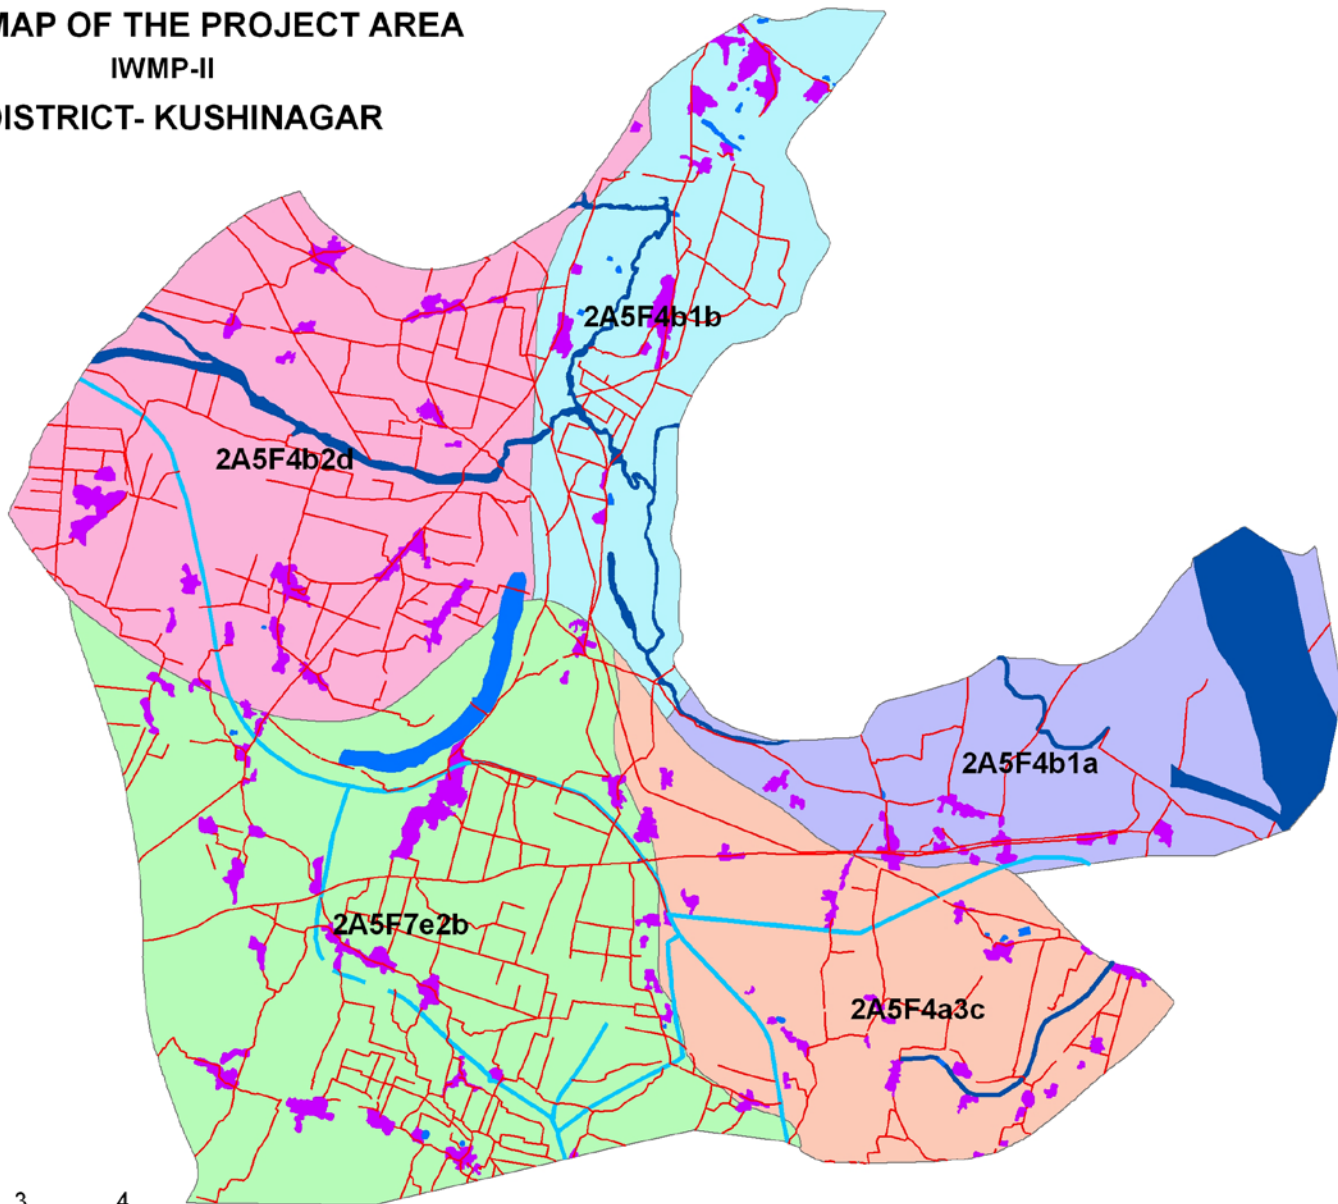 MAP OF THE PROJECT AREA
IWMP-II
DISTRICT- KUSHINAGAR
2A5F4b1b
2A5F4b2d
2A5F4b1a
2A5F7e2b
2A5F4a3c
3 4